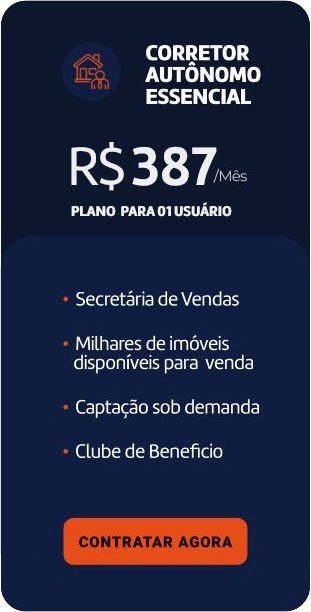 CORRETOR
AUTÔNOMO
ESSENCIAL
R$ 387/Mês
PLANO PARA 01 USUÁRIO
• Secretária de Vendas
• Milhares de imóveis
disponíveis para venda
• Captação sob demanda
• Clube de Beneficio
CONTRATAR AGORA